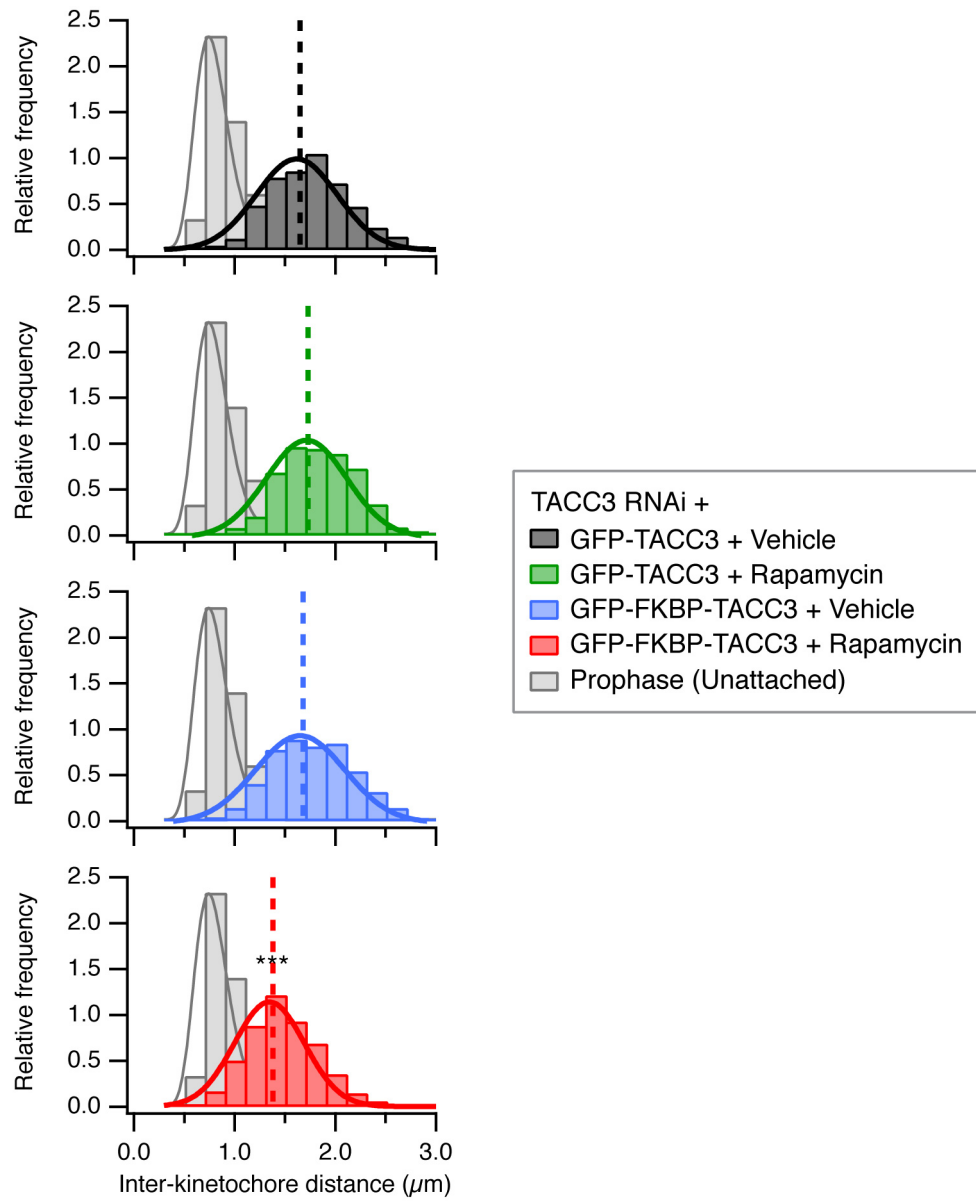 Relative frequency
2.5
2.0
1.5
1.0
0.5
0.0
Relative frequency
2.5
2.0
1.5
1.0
0.5
0.0
Relative frequency
2.5
2.0
1.5
1.0
0.5
0.0
Relative frequency
2.5
2.0
1.5
1.0
0.5
0.0
***
0.0 1.0 2.0 3.0
Inter-kinetochore distance (μm)
TACC3 RNAi +
GFP-TACC3 + Vehicle
GFP-TACC3 + Rapamycin
GFP-FKBP-TACC3 + Vehicle
GFP-FKBP-TACC3 + Rapamycin
Prophase (Unattached)